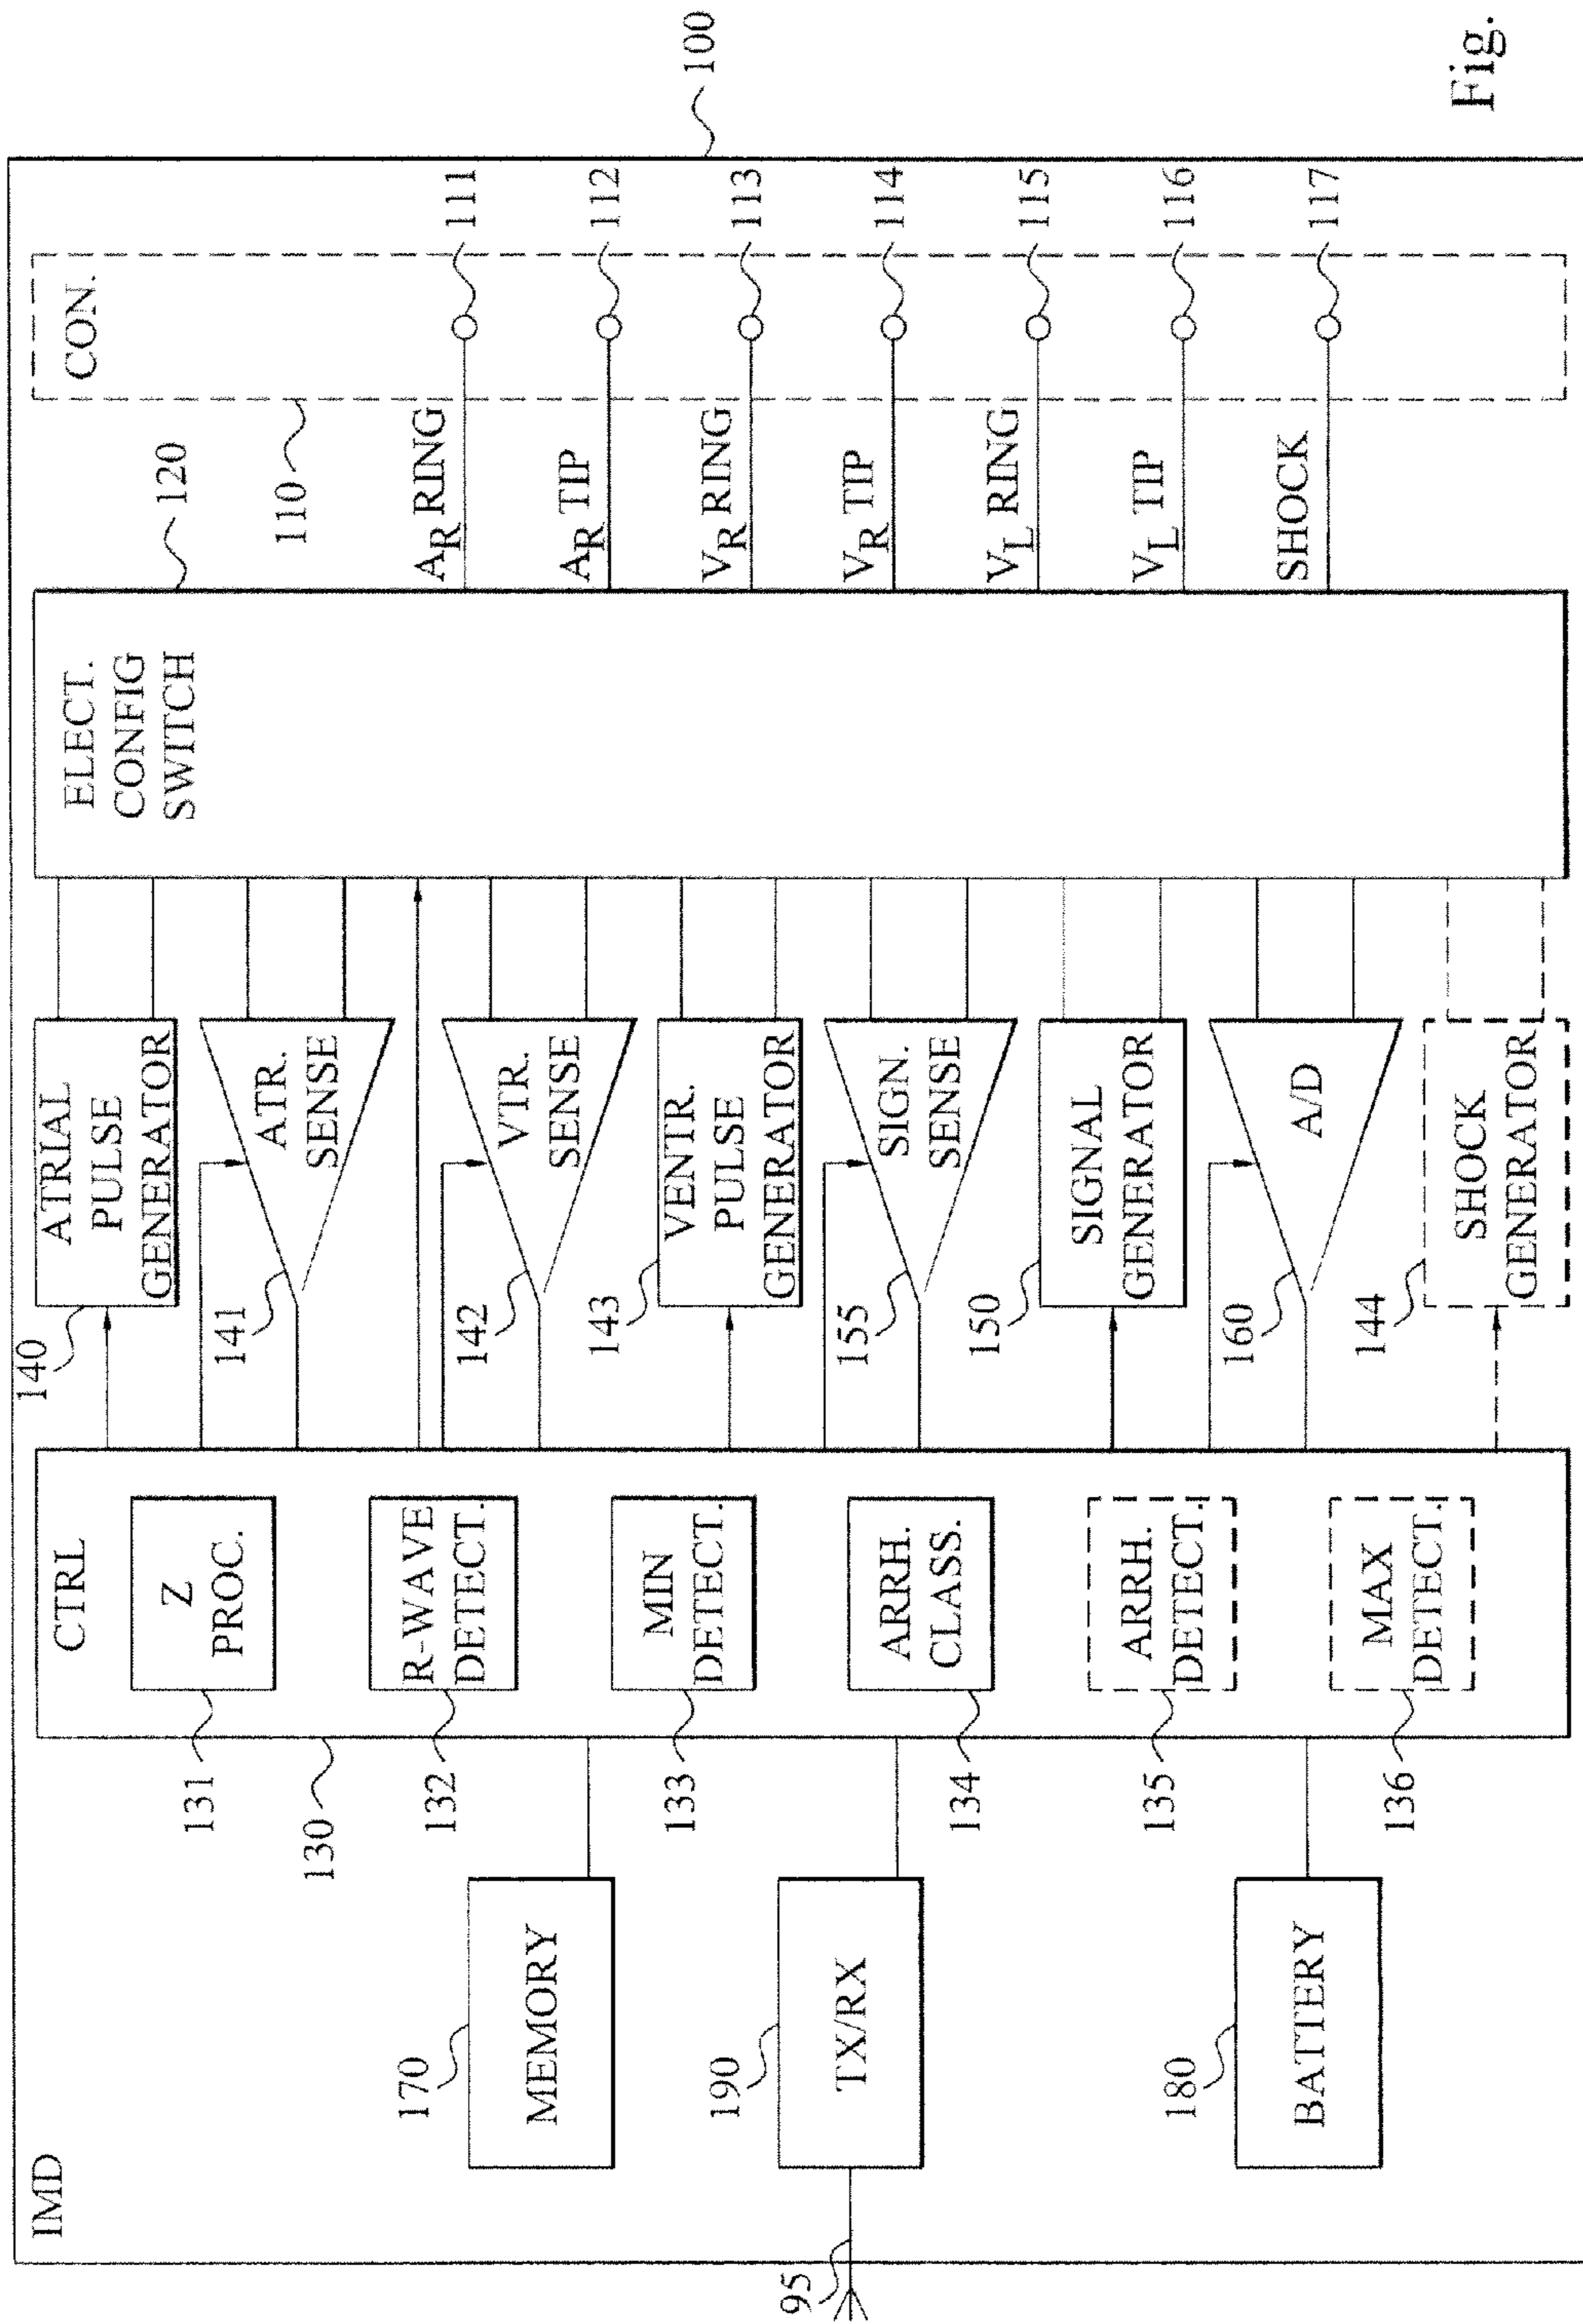 IMD
95
170
MEMORY
190
TX/RX
180
BATTERY
130
CTRL
131
Z
PROC.
132
R-WAVE
DETECT.
133
MIN
DETECT.
134
ARRH.
CLASS.
135
ARRH.
DETECT.
136
MAX
DETECT.
140
ATRIAL
PULSE
GENERATOR
141
ATR.
SENSE
142
VTR.
SENSE
143
VENTR.
PULSE
GENERATOR
155
SIGN.
SENSE
150
SIGNAL
GENERATOR
160
A/D
144
SHOCK
GENERATOR
120
ELECT.
CONFIG
SWITCH
110
CON.
AR RING
111
AR TIP
112
VR RING
113
VR TIP
114
VL RING
115
VL TIP
116
SHOCK
117
100
Fig.